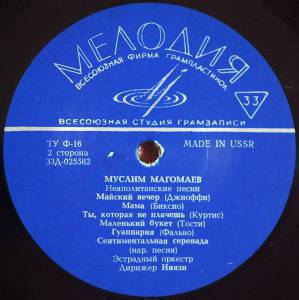 МЕЛОДИЯ
ВСЕСОЮЗНАЯ ФИРМА ГРАМПЛАСТИНОК
33
ВСЕСОЮЗНАЯ СТУДИЯ ГРАМЗАПИСИ
ТУ Ф-16
MADE IN USSR
2 сторона
33Д-025582
МУСЛИМ МАГОМАЕВ
Неаполитанские песни
Майский вечер (Джиоффи)
Мама (Биксио)
Ты, которая не плачешь (Куртис)
Маленький букет (Тости)
Гуаппария (Фальво)
Сентиментальная серенада
(нар. песня)
Эстрадный оркестр
Дирижер Ниязи